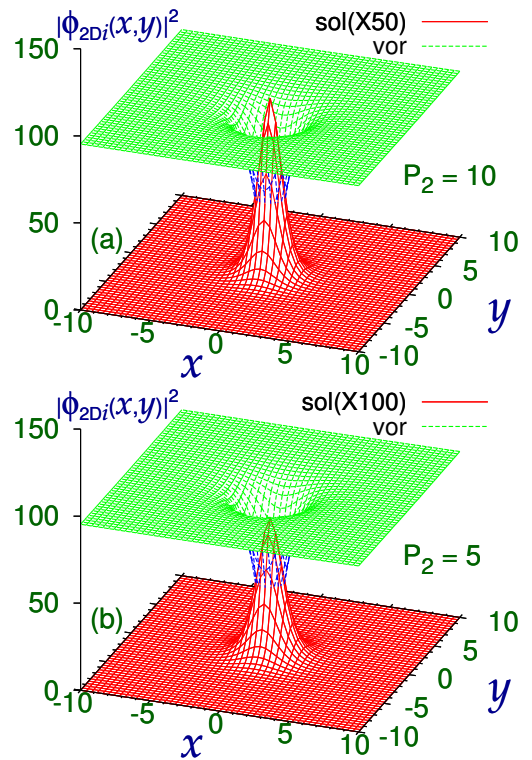 |ϕ₂Dᵢ(x,y)|²
sol(X50)
vor
150
100
50
0
(a)
P₂ = 10
-10
-5
0
5
10
x
-10
-5
0
5
10
y
|ϕ₂Dᵢ(x,y)|²
sol(X100)
vor
150
100
50
0
(b)
P₂ = 5
-10
-5
0
5
10
x
-10
-5
0
5
10
y